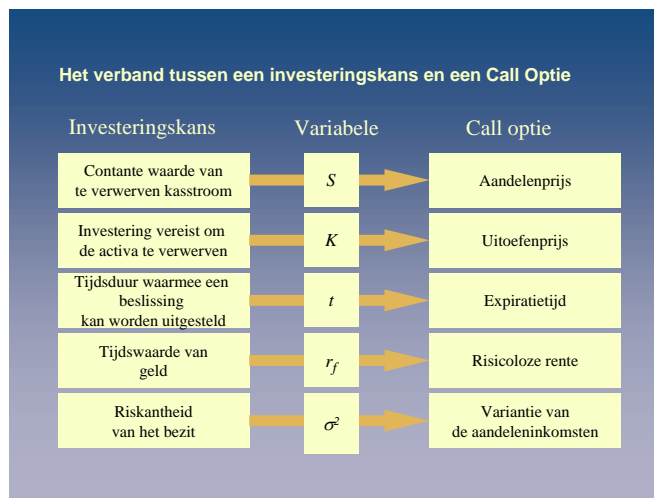 Het verband tussen een investeringskans en een Call Optie
Investeringskans Variabele Call optie
Contante waarde van
te verwerven kasstroom
S
Aandelenprijs
Investering vereist om
de activa te verwerven
K
Uitoefenprijs
Tijdsduur waarmee een
beslissing
kan worden uitgesteld
t
Expiratietijd
Tijdswaarde van
geld
r_f
Risicoloze rente
Riskantheid
van het bezit
σ²
Variantie van
de aandeleninkomsten